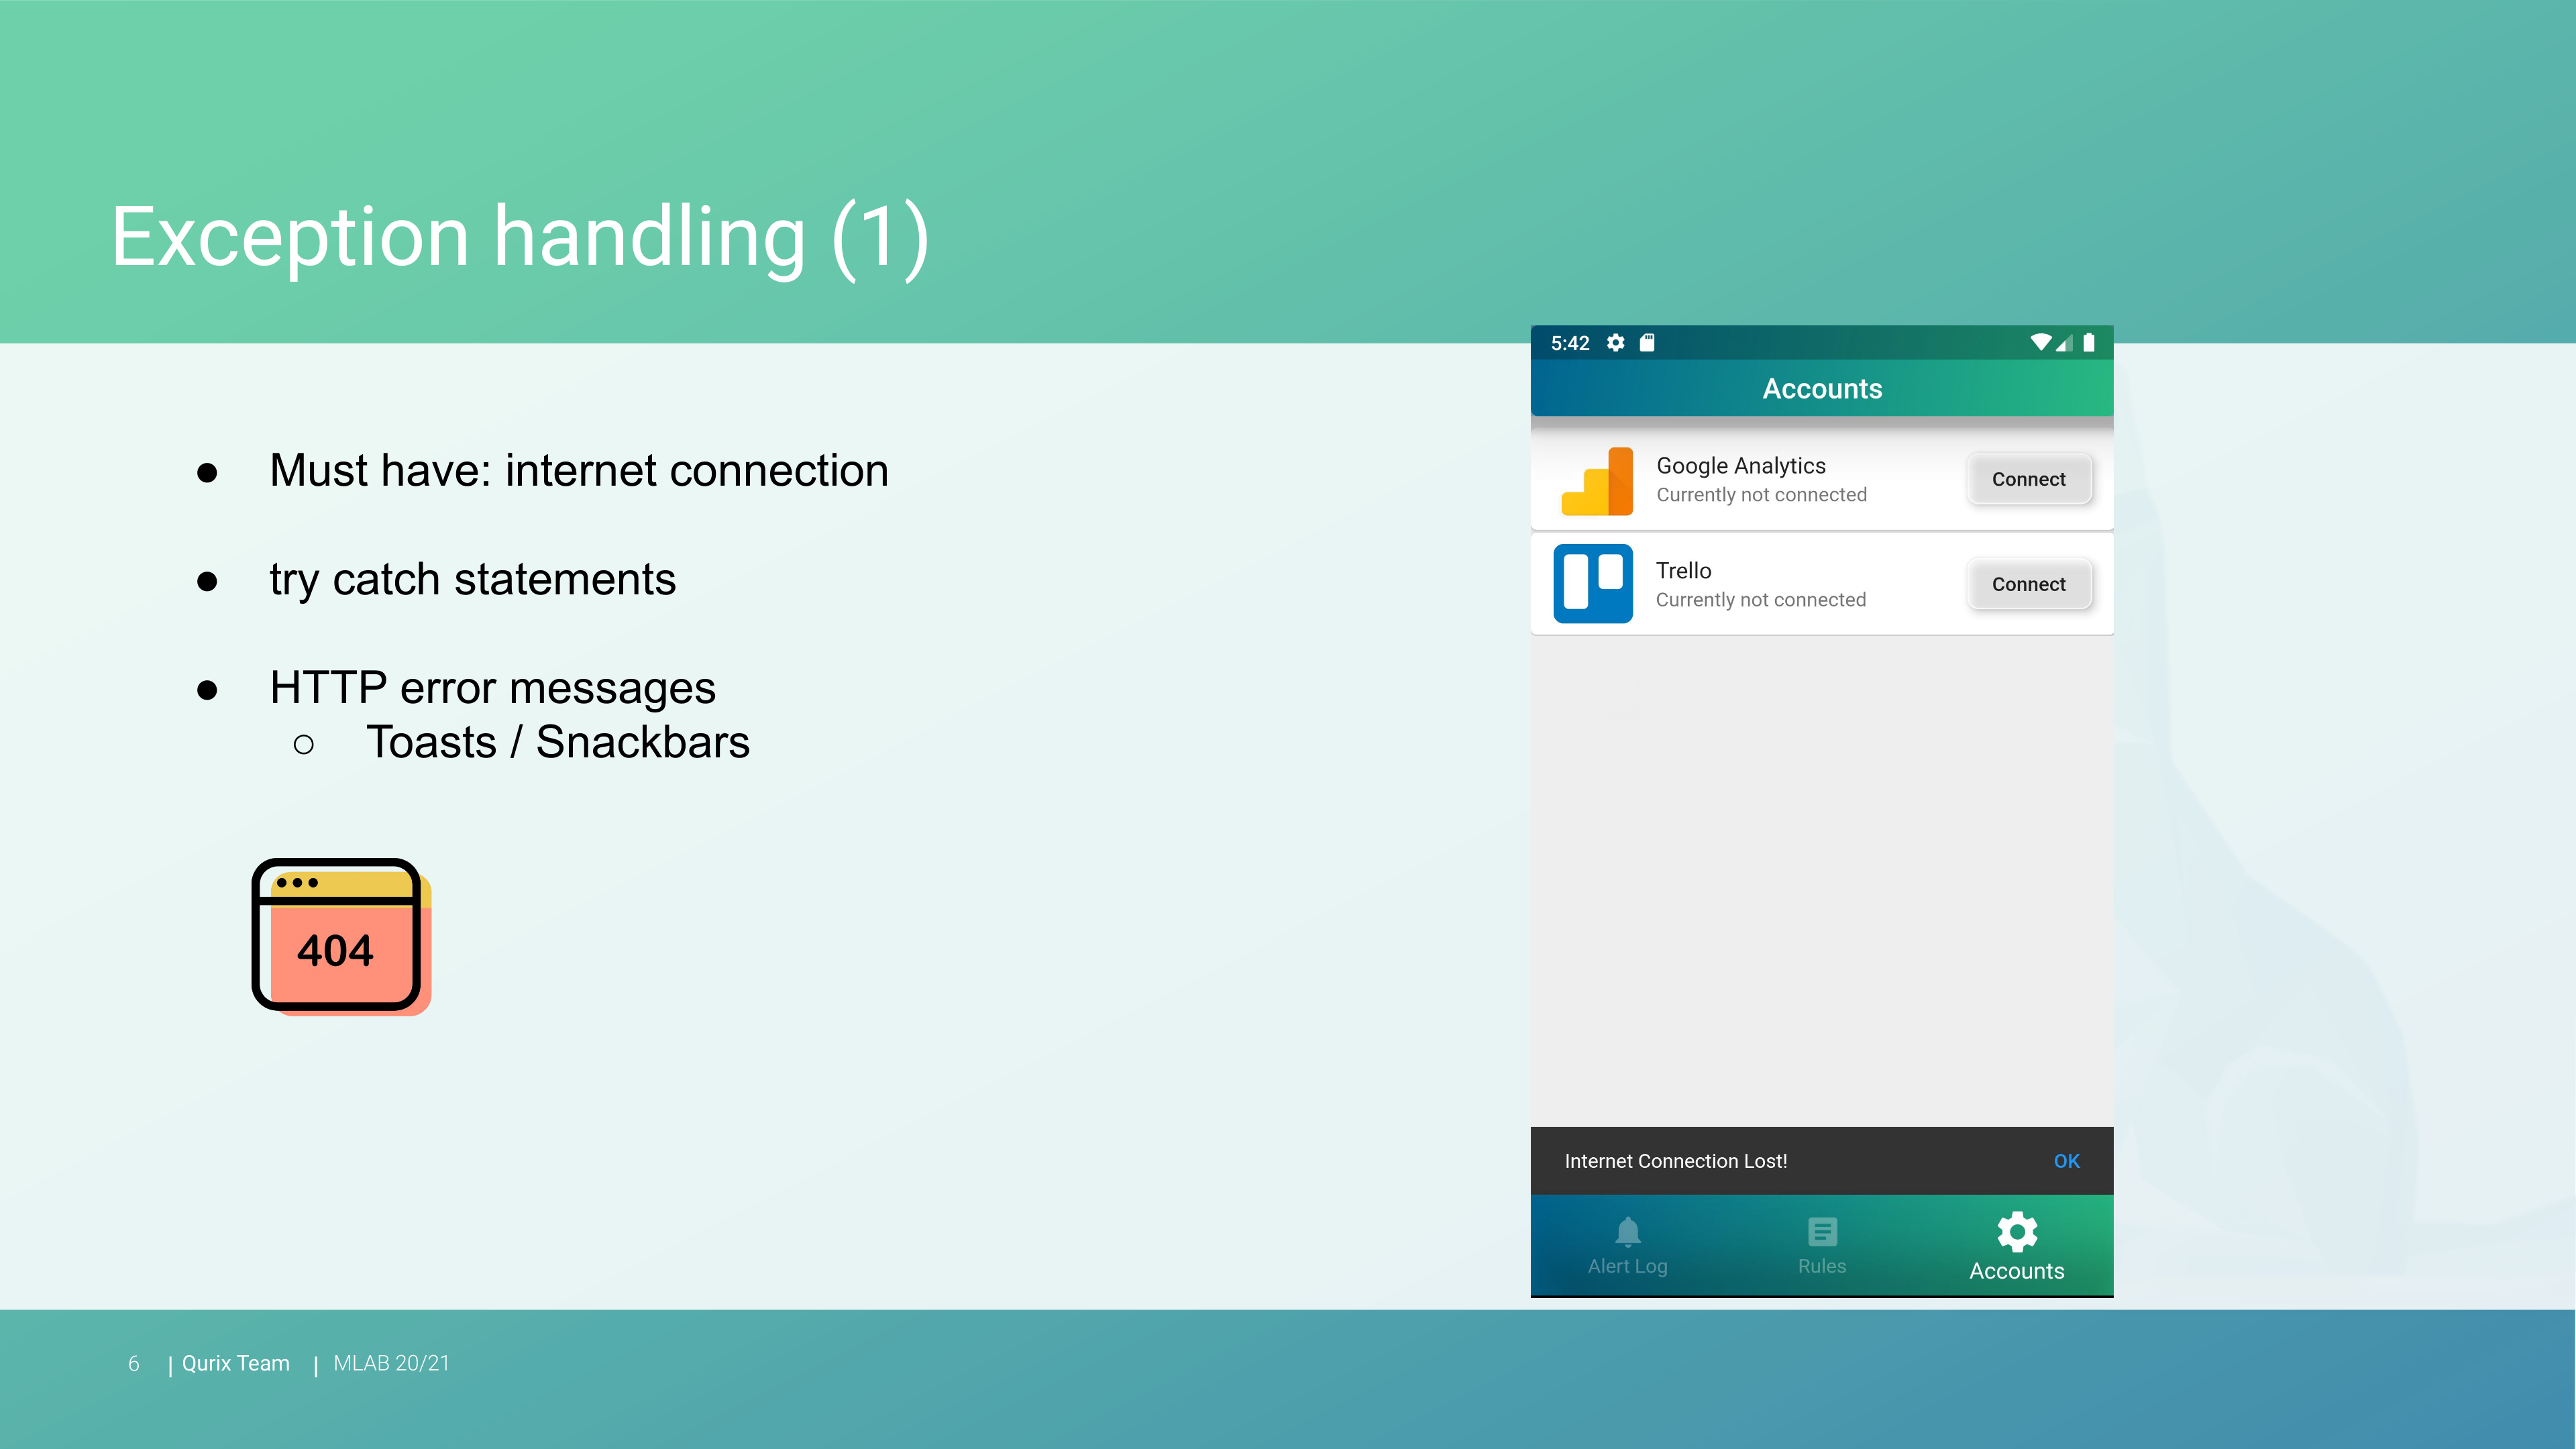 Exception handling (1)
● Must have: internet connection
● try catch statements
● HTTP error messages
○ Toasts / Snackbars
404
5:42
Accounts
Google Analytics
Currently not connected
Connect
Trello
Currently not connected
Connect
Internet Connection Lost!
OK
Alert Log
Rules
Accounts
6 | Qurix Team | MLAB 20/21